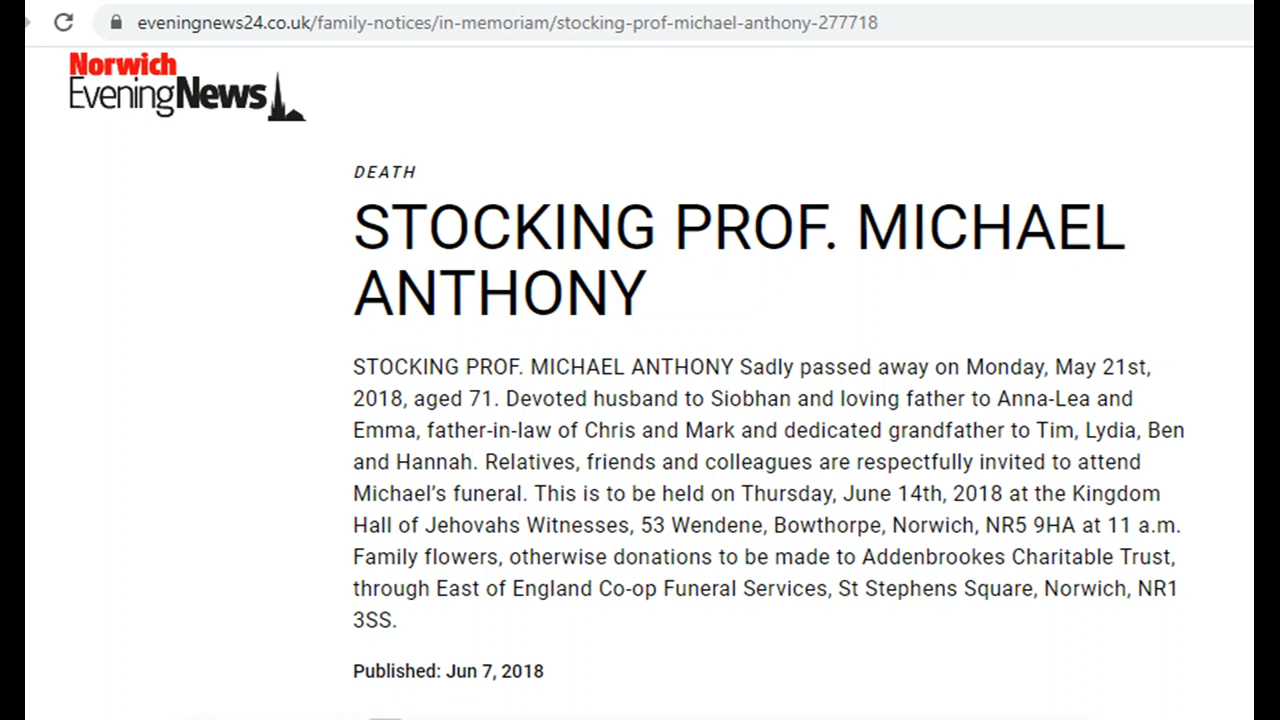 eveningnews24.co.uk/family-notices/in-memoriam/stocking-prof-michael-anthony-277718
Norwich
EveningNews
DEATH
STOCKING PROF. MICHAEL
ANTHONY
STOCKING PROF. MICHAEL ANTHONY Sadly passed away on Monday, May 21st,
2018, aged 71. Devoted husband to Siobhan and loving father to Anna-Lea and
Emma, father-in-law of Chris and Mark and dedicated grandfather to Tim, Lydia, Ben
and Hannah. Relatives, friends and colleagues are respectfully invited to attend
Michael's funeral. This is to be held on Thursday, June 14th, 2018 at the Kingdom
Hall of Jehovahs Witnesses, 53 Wendene, Bowthorpe, Norwich, NR5 9HA at 11 a.m.
Family flowers, otherwise donations to be made to Addenbrookes Charitable Trust,
through East of England Co-op Funeral Services, St Stephens Square, Norwich, NR1
3SS.
Published: Jun 7, 2018